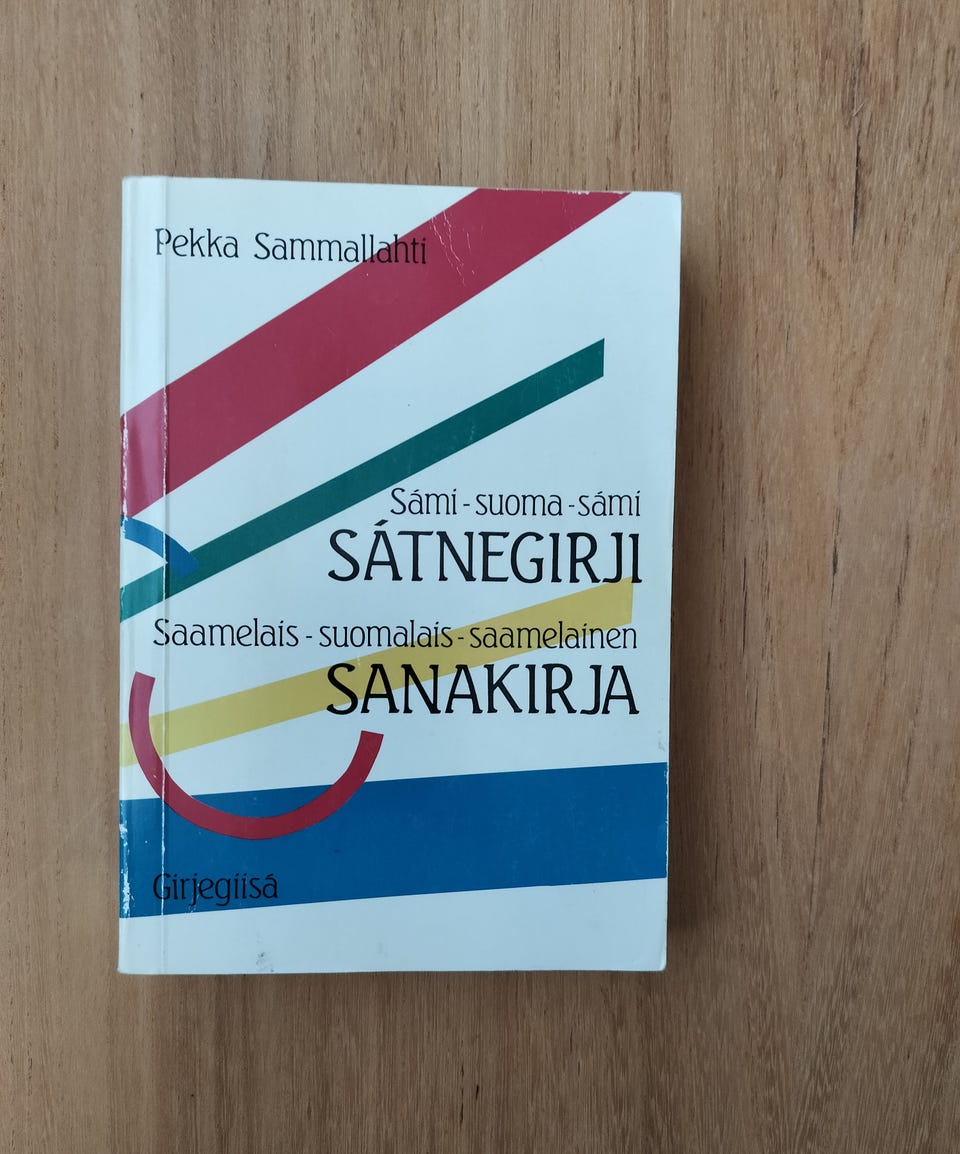 Pekka Sammallahti
Sámi-suoma-sámi
SÁTNEGIRJI
Saamelais-suomalais-saamelainen
SANAKIRJA
Girjegiisá